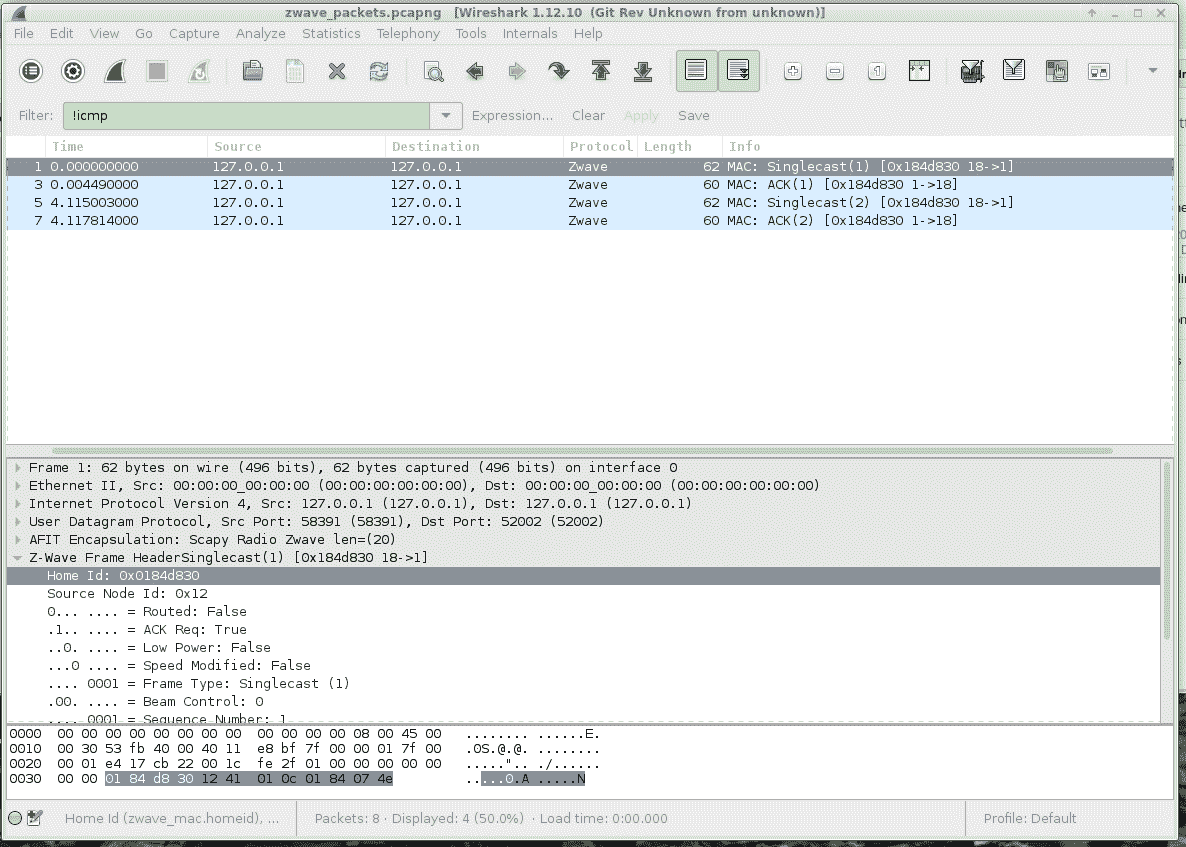 zwave_packets.pcapng [Wireshark 1.12.10 (Git Rev Unknown from unknown)]
File Edit View Go Capture Analyze Statistics Telephony Tools Internals Help
Filter: !icmp Expression... Clear Apply Save
Time Source Destination Protocol Length Info
1 0.000000000 127.0.0.1 127.0.0.1 Zwave 62 MAC: Singlecast(1) [0x184d830 18->1]
3 0.004490000 127.0.0.1 127.0.0.1 Zwave 60 MAC: ACK(1) [0x184d830 1->18]
5 4.115003000 127.0.0.1 127.0.0.1 Zwave 62 MAC: Singlecast(2) [0x184d830 18->1]
7 4.117814000 127.0.0.1 127.0.0.1 Zwave 60 MAC: ACK(2) [0x184d830 1->18]
Frame 1: 62 bytes on wire (496 bits), 62 bytes captured (496 bits) on interface 0
Ethernet II, Src: 00:00:00_00:00:00 (00:00:00:00:00:00), Dst: 00:00:00_00:00:00 (00:00:00:00:00:00)
Internet Protocol Version 4, Src: 127.0.0.1 (127.0.0.1), Dst: 127.0.0.1 (127.0.0.1)
User Datagram Protocol, Src Port: 58391 (58391), Dst Port: 52002 (52002)
AFIT Encapsulation: Scapy Radio Zwave len=(20)
Z-Wave Frame HeaderSinglecast(1) [0x184d830 18->1]
Home Id: 0x0184d830
Source Node Id: 0x12
0... .... = Routed: False
.1.. .... = ACK Req: True
..0. .... = Low Power: False
...0 .... = Speed Modified: False
.... 0001 = Frame Type: Singlecast (1)
.00. .... = Beam Control: 0
.... 0001 = Sequence Number: 1
0000 00 00 00 00 00 00 00 00 00 00 00 00 08 00 45 00 ........ ......E.
0010 00 30 53 fb 40 00 40 11 e8 bf 7f 00 00 01 7f 00 .0S.@.@. ........
0020 00 01 e4 17 cb 22 00 1c fe 2f 01 00 00 00 00 00 .....".. ./......
0030 00 00 01 84 d8 30 12 41 01 0c 01 84 07 4e .....0.A .....N
Home Id (zwave_mac.homeid), ... Packets: 8 · Displayed: 4 (50.0%) · Load time: 0:00.000 Profile: Default